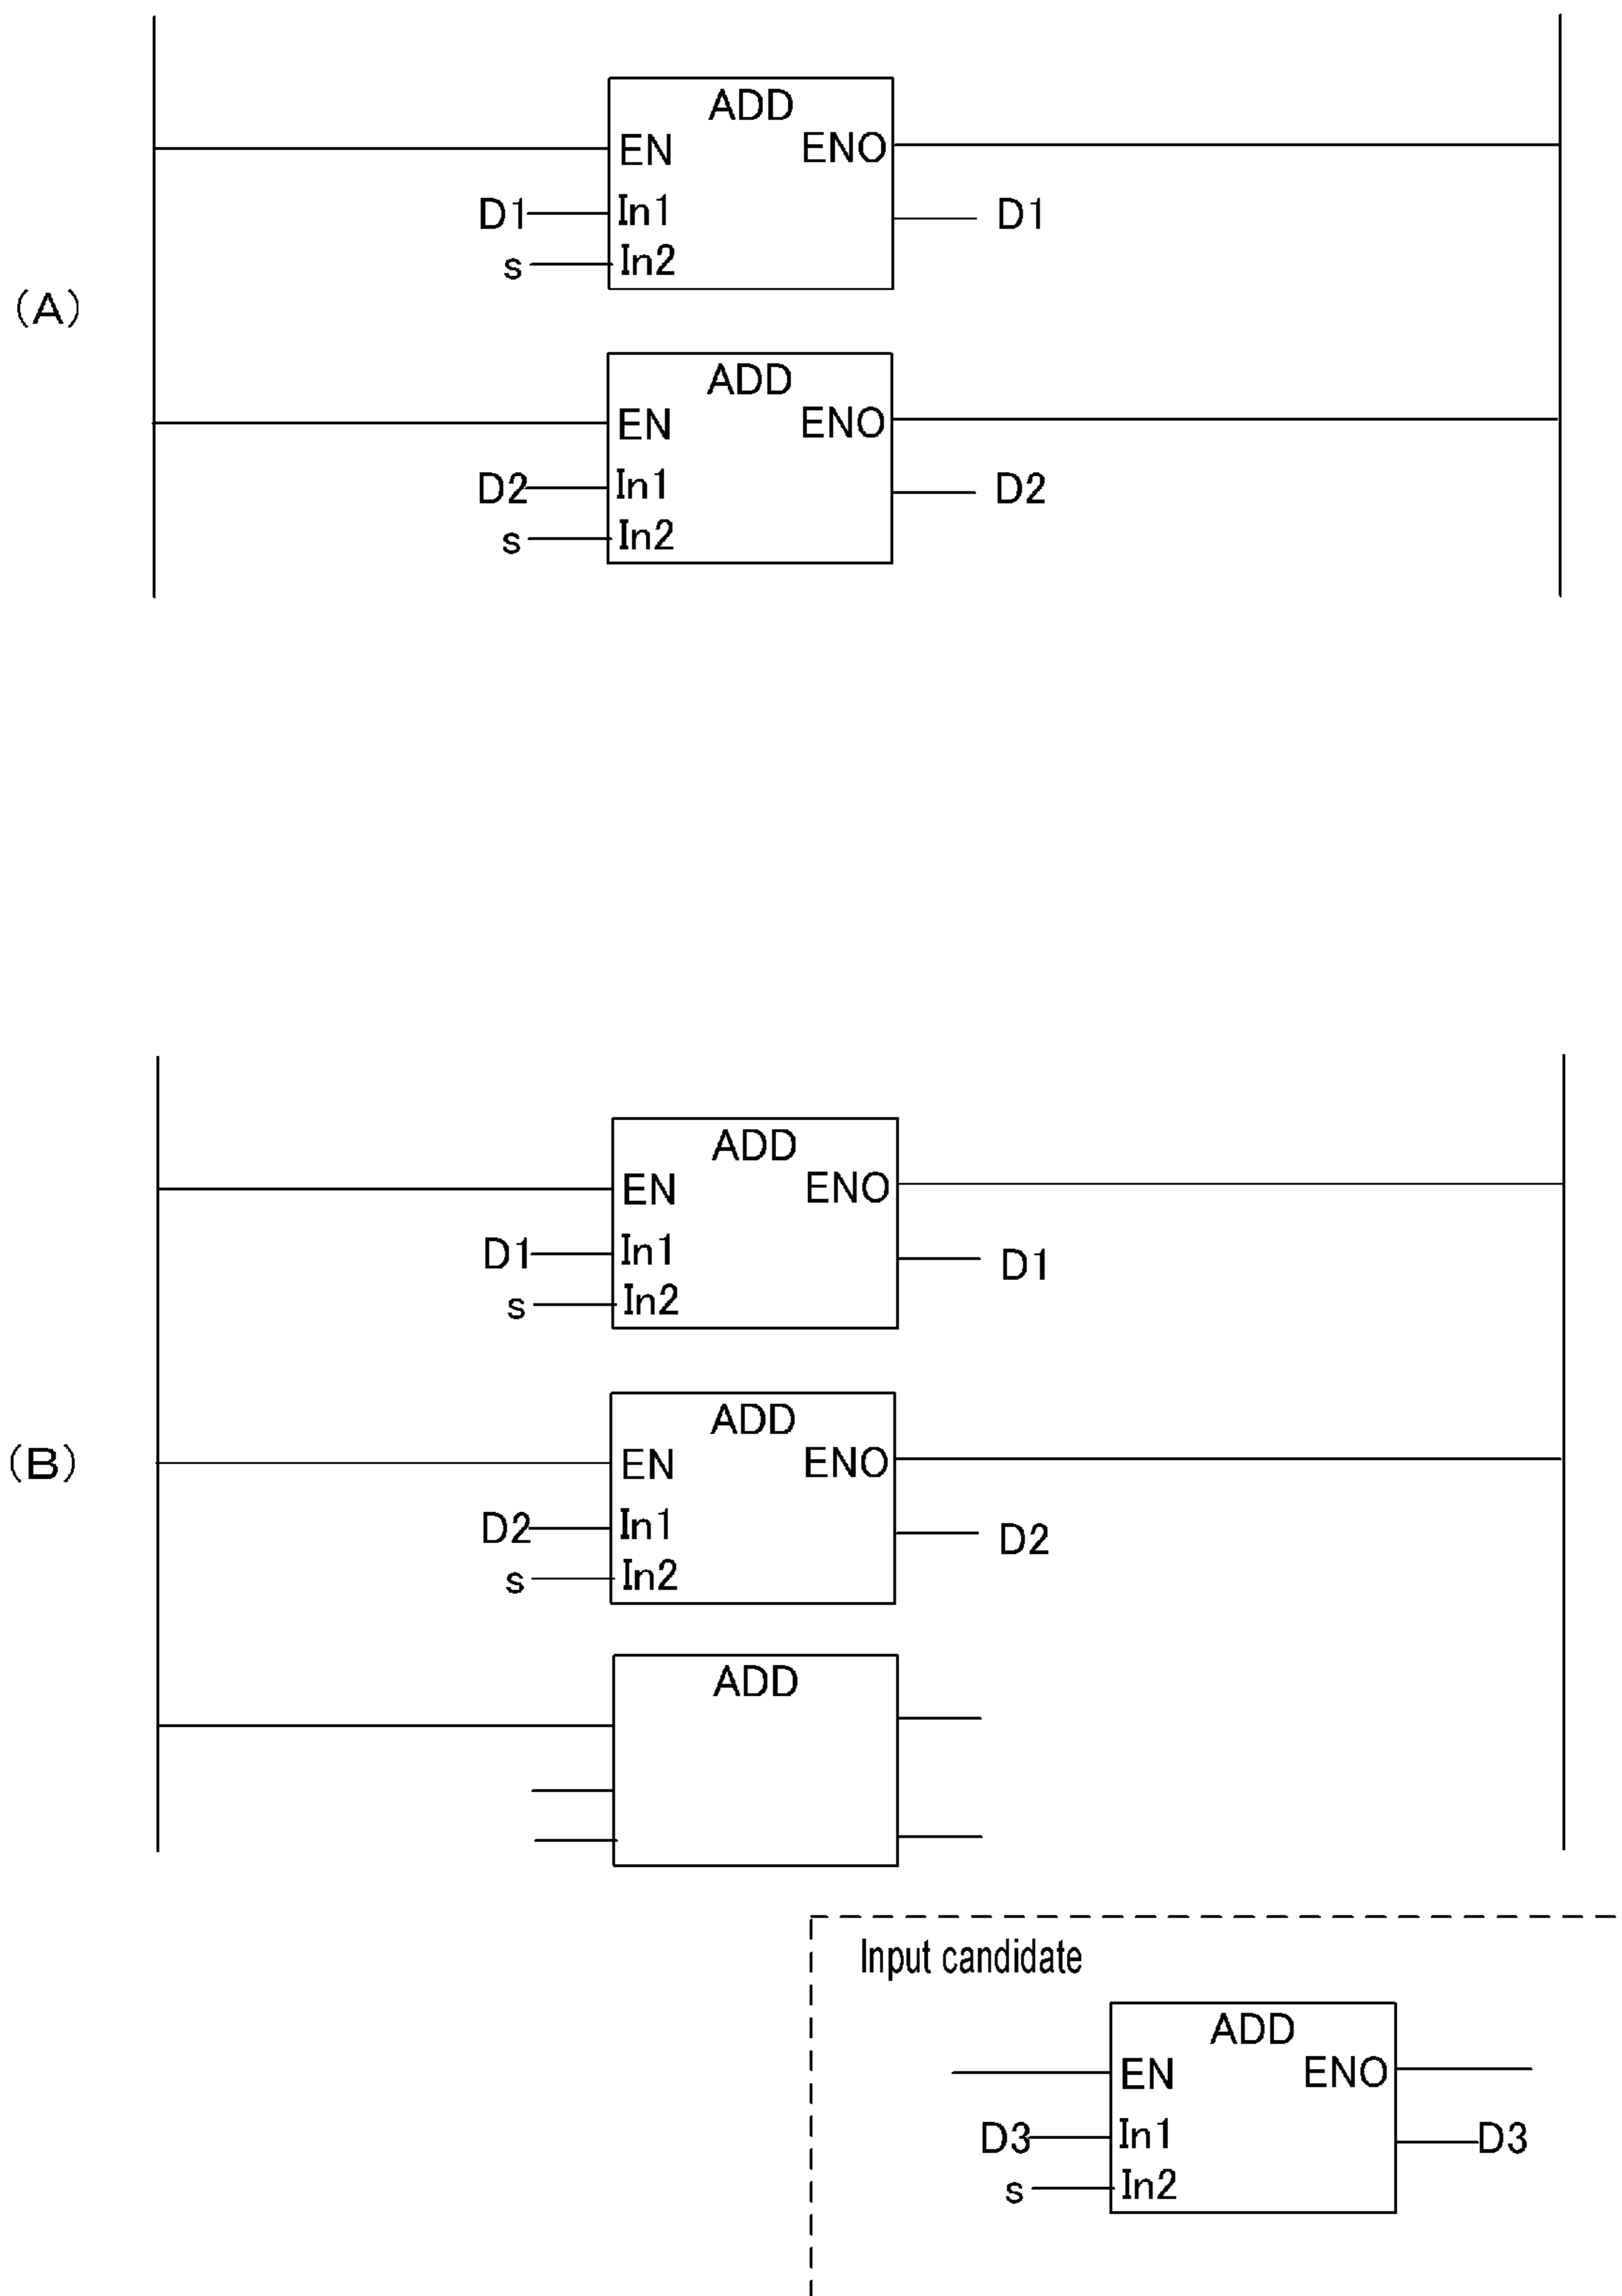 (A)
ADD
EN ENO
D1 In1 D1
s In2
ADD
EN ENO
D2 In1 D2
s In2
(B)
ADD
EN ENO
D1 In1 D1
s In2
ADD
EN ENO
D2 In1 D2
s In2
ADD
Input candidate
ADD
EN ENO
D3 In1 D3
s In2